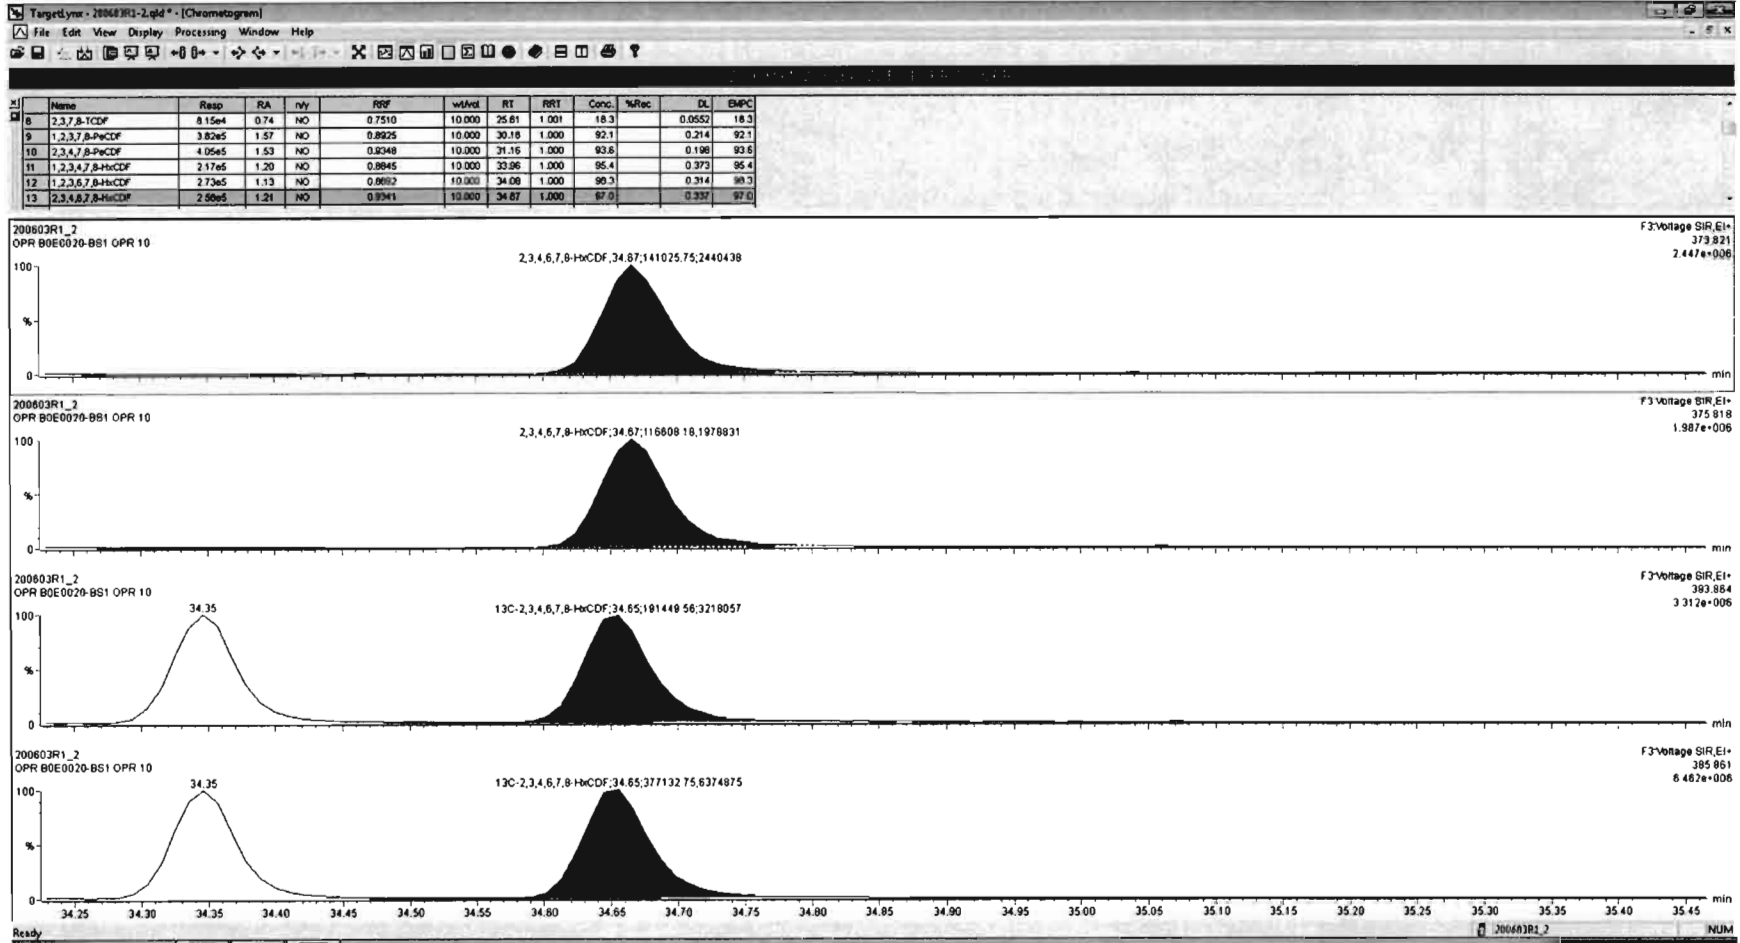 TargetLynx - 200603R1-2.qld * - [Chromatogram]
File Edit View Display Processing Window Help
Name Resp RA n/y RRF wt/vol RT RRT Conc. %Rec DL EMPC
8 2,3,7,8-TCDF 8.15e4 0.74 NO 0.7510 10.000 25.61 1.001 18.3 0.0552 18.3
9 1,2,3,7,8-PeCDF 3.82e5 1.57 NO 0.8925 10.000 30.18 1.000 92.1 0.214 92.1
10 2,3,4,7,8-PeCDF 4.05e5 1.53 NO 0.9348 10.000 31.16 1.000 93.6 0.198 93.6
11 1,2,3,4,7,8-HxCDF 2.17e5 1.20 NO 0.8845 10.000 33.96 1.000 95.4 0.373 95.4
12 1,2,3,6,7,8-HxCDF 2.73e5 1.13 NO 10.000 34.08 1.000 98.3 0.314 98.3
13 2,3,4,6,7,8-HxCDF 2.58e5 1.21 NO 0.9341 10.000 34.67 1.000 97.0 0.337 97.0
200603R1_2
OPR B0E0020-BS1 OPR 10
F3:Voltage SIR,EI+
373.821
2.447e+006
2,3,4,6,7,8-HxCDF;34.67;141025.75;2440438
100
%
0
min
200603R1_2
OPR B0E0020-BS1 OPR 10
F3:Voltage SIR,EI+
375.818
1.987e+006
2,3,4,6,7,8-HxCDF;34.67;116608.18;1978831
100
%
0
min
200603R1_2
OPR B0E0020-BS1 OPR 10
F3:Voltage SIR,EI+
383.864
3.312e+006
34.35
13C-2,3,4,6,7,8-HxCDF;34.65;191449.56;3218057
100
%
0
min
200603R1_2
OPR B0E0020-BS1 OPR 10
F3:Voltage SIR,EI+
385.861
6.462e+006
34.35
13C-2,3,4,6,7,8-HxCDF;34.65;377132.75;6374875
100
%
0
min
34.25 34.30 34.35 34.40 34.45 34.50 34.55 34.60 34.65 34.70 34.75 34.80 34.85 34.90 34.95 35.00 35.05 35.10 35.15 35.20 35.25 35.30 35.35 35.40 35.45
Ready 200603R1_2 NUM